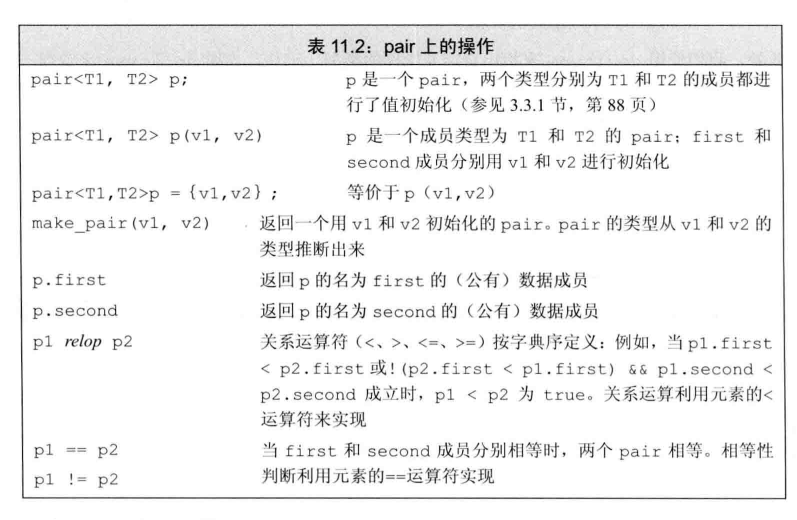 表 11.2：pair 上的操作
pair<T1, T2> p; p 是一个 pair，两个类型分别为 T1 和 T2 的成员都进
行了值初始化（参见 3.3.1 节，第 88 页）
pair<T1, T2> p(v1, v2) p 是一个成员类型为 T1 和 T2 的 pair；first 和
second 成员分别用 v1 和 v2 进行初始化
pair<T1,T2>p = {v1,v2} ; 等价于 p（v1,v2）
make_pair(v1, v2) 返回一个用 v1 和 v2 初始化的 pair。pair 的类型从 v1 和 v2 的
类型推断出来
p.first 返回 p 的名为 first 的（公有）数据成员
p.second 返回 p 的名为 second 的（公有）数据成员
p1 relop p2 关系运算符（<、>、<=、>=）按字典序定义：例如，当 p1.first
< p2.first 或!(p2.first < p1.first) && p1.second <
p2.second 成立时，p1 < p2 为 true。关系运算利用元素的<
运算符来实现
p1 == p2 当 first 和 second 成员分别相等时，两个 pair 相等。相等性
p1 != p2 判断利用元素的==运算符实现